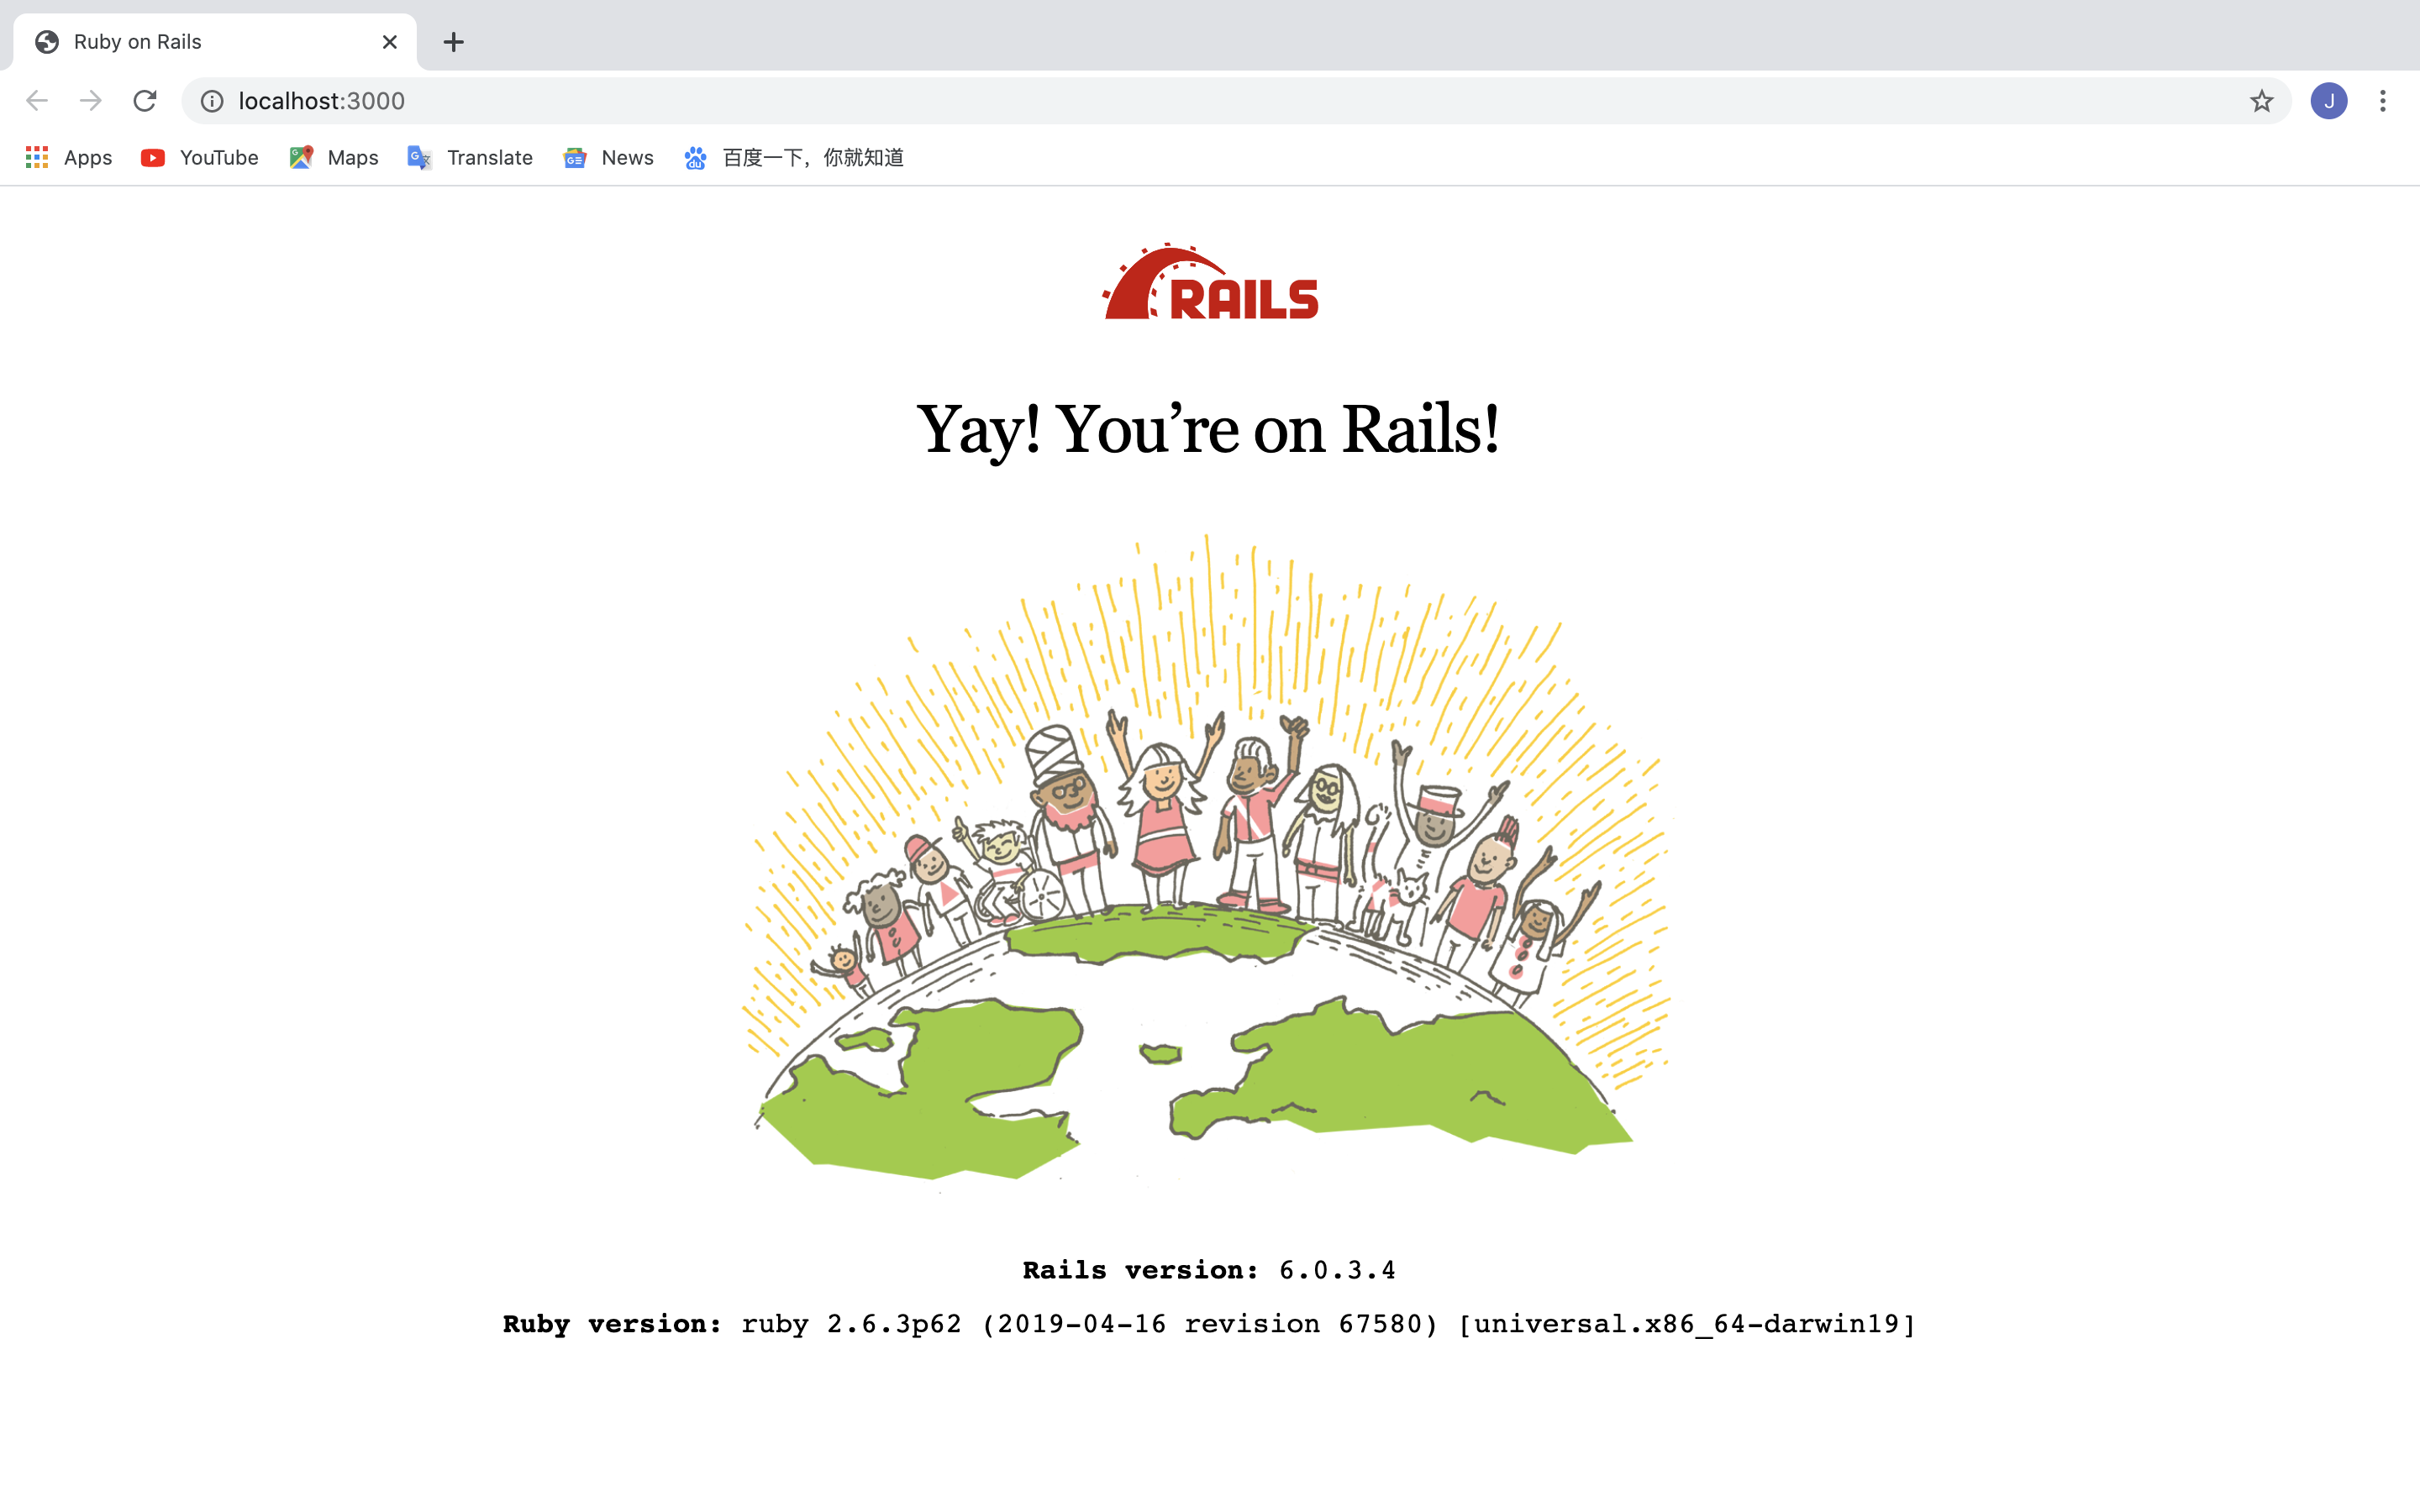 Ruby on Rails
localhost:3000
J
Apps YouTube Maps Translate News 百度一下，你就知道
RAILS
Yay! You’re on Rails!
Rails version: 6.0.3.4
Ruby version: ruby 2.6.3p62 (2019-04-16 revision 67580) [universal.x86_64-darwin19]